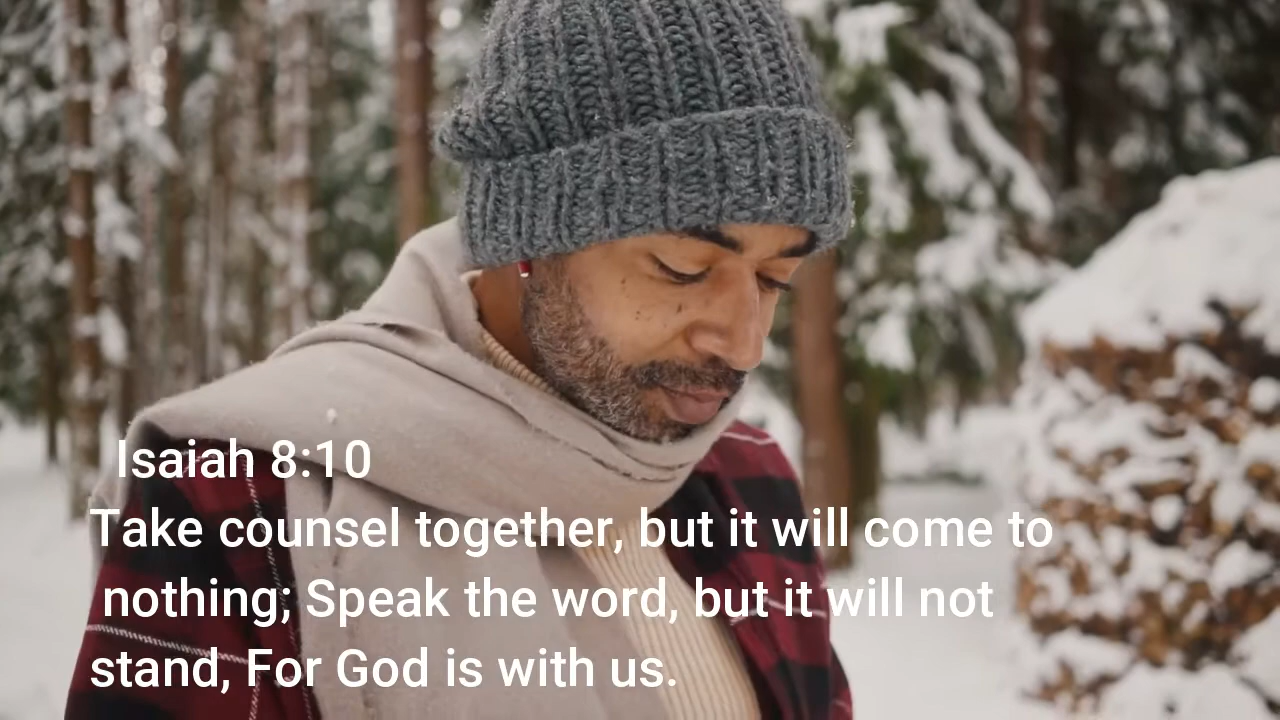 Isaiah 8:10
Take counsel together, but it will come to
nothing; Speak the word, but it will not
stand, For God is with us.